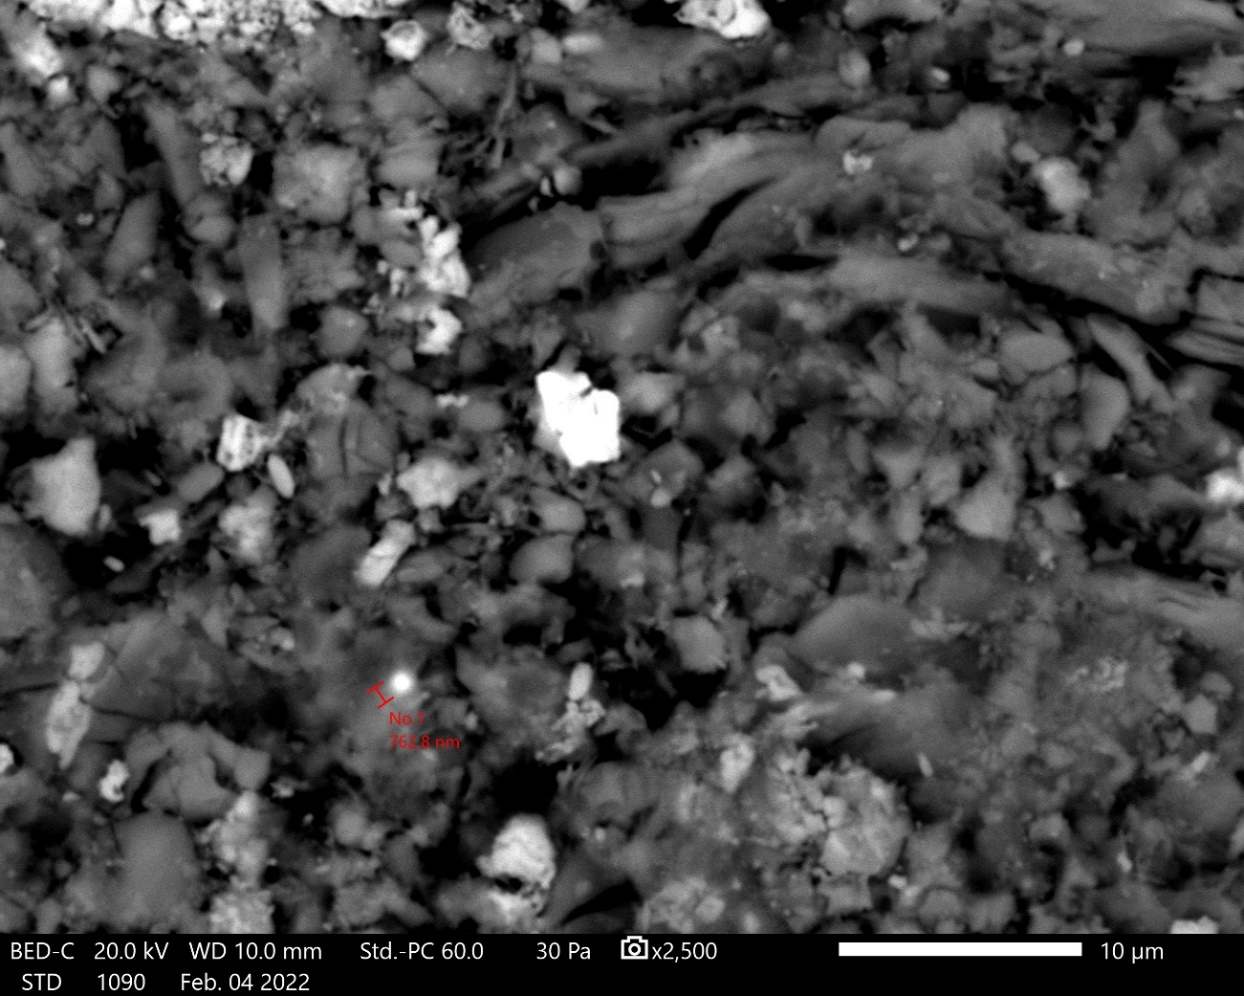 No.1
762.8 nm
BED-C 20.0 kV WD 10.0 mm Std.-PC 60.0 30 Pa x2,500 10 µm
STD 1090 Feb. 04 2022